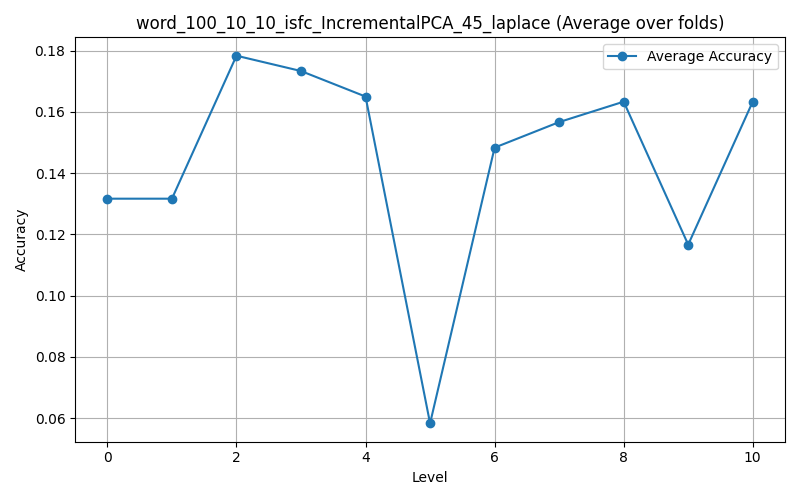 word_100_10_10_isfc_IncrementalPCA_45_laplace (Average over folds)
Average Accuracy
0.18
0.16
0.14
0.12
0.10
0.08
0.06
Accuracy
0 2 4 6 8 10
Level